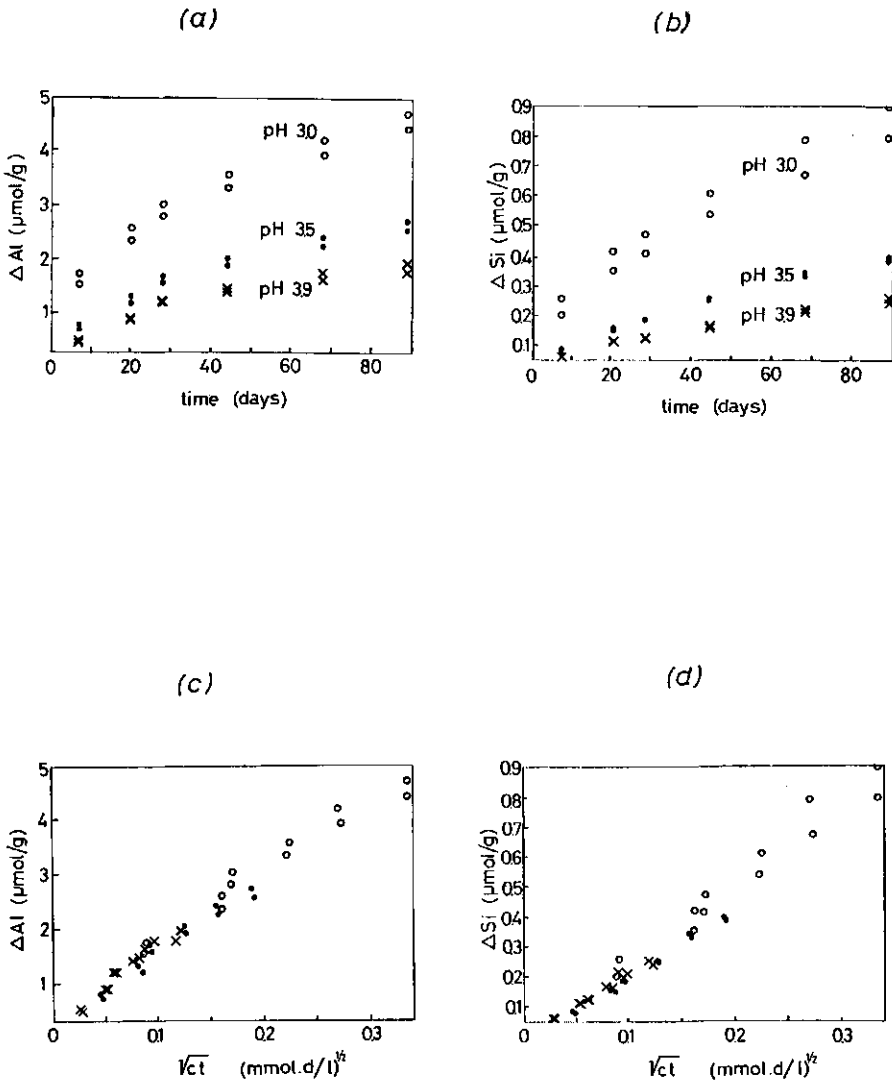 (a)
5
4
3
2
1
Δ Al (μmol/g)
pH 3.0
pH 3.5
pH 3.9
0 20 40 60 80
time (days)
(b)
0.9
0.8
0.7
0.6
0.5
0.4
0.3
0.2
0.1
Δ Si (μmol/g)
pH 3.0
pH 3.5
pH 3.9
0 20 40 60 80
time (days)
(c)
5
4
3
2
1
ΔAl (μmol/g)
0 0.1 0.2 0.3
√ct (mmol.d/l)^½
(d)
0.9
0.8
0.7
0.6
0.5
0.4
0.3
0.2
0.1
ΔSi (μmol/g)
0 0.1 0.2 0.3
√ct (mmol.d/l)^½